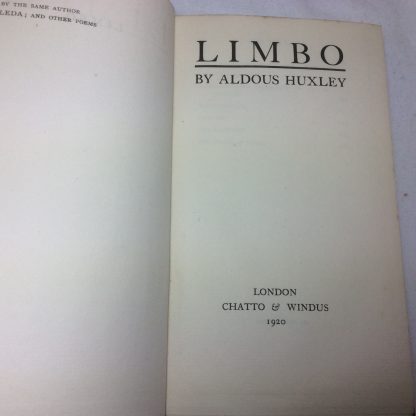 BY THE SAME AUTHOR
LEDA; AND OTHER POEMS
LIMBO
BY ALDOUS HUXLEY
LONDON
CHATTO & WINDUS
1920